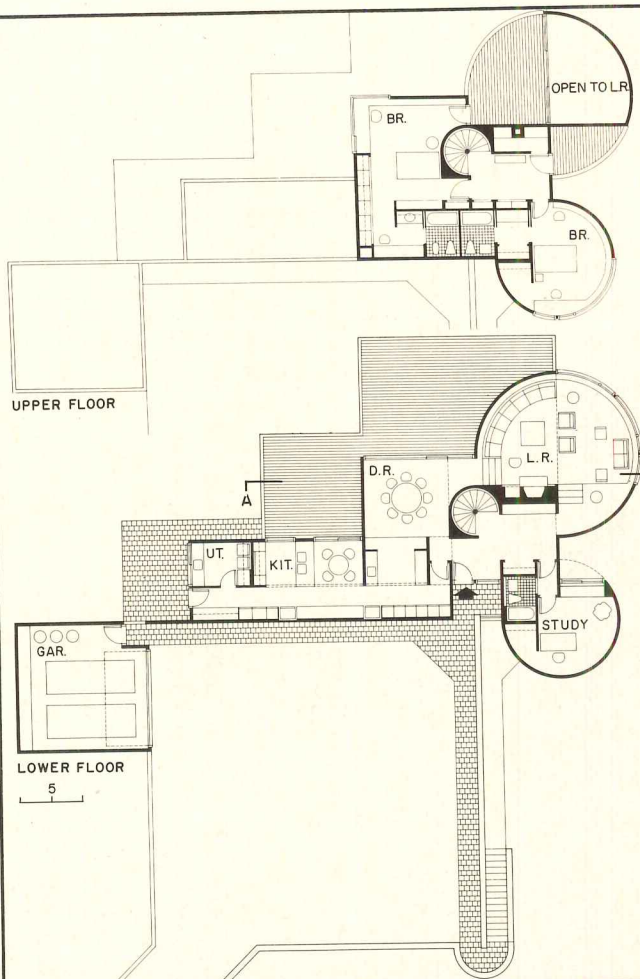 OPEN TO L.R.
BR.
BR.
UPPER FLOOR
D.R.
L.R.
A
UT.
KIT.
STUDY
GAR.
LOWER FLOOR
5